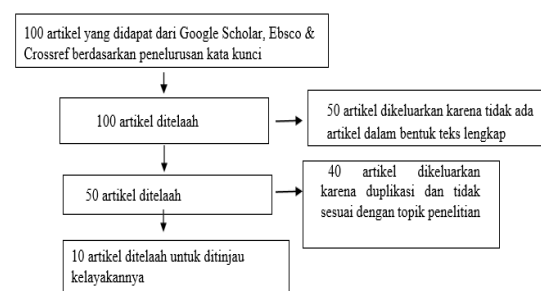 100 artikel yang didapat dari Google Scholar, Ebsco &
Crossref berdasarkan penelurusan kata kunci
100 artikel ditelaah
50 artikel dikeluarkan karena tidak ada
artikel dalam bentuk teks lengkap
50 artikel ditelaah
40 artikel dikeluarkan
karena duplikasi dan tidak
sesuai dengan topik penelitian
10 artikel ditelaah untuk ditinjau
kelayakannya